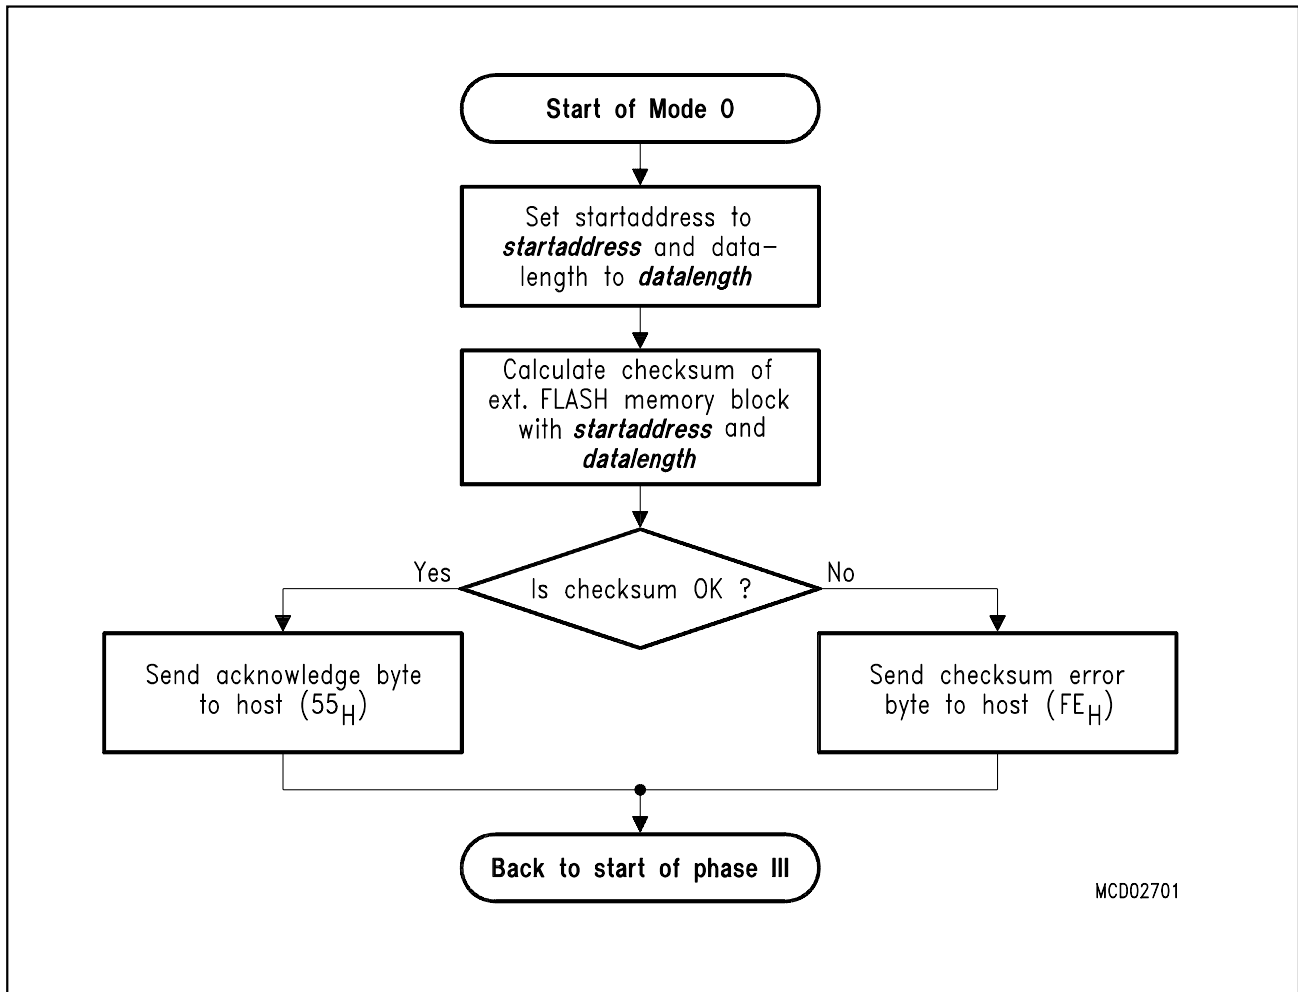 Start of Mode 0
Set startaddress to
startaddress and data-
length to datalength
Calculate checksum of
ext. FLASH memory block
with startaddress and
datalength
Is checksum OK ?
Yes
No
Send acknowledge byte
to host (55H)
Send checksum error
byte to host (FEH)
Back to start of phase III
MCD02701